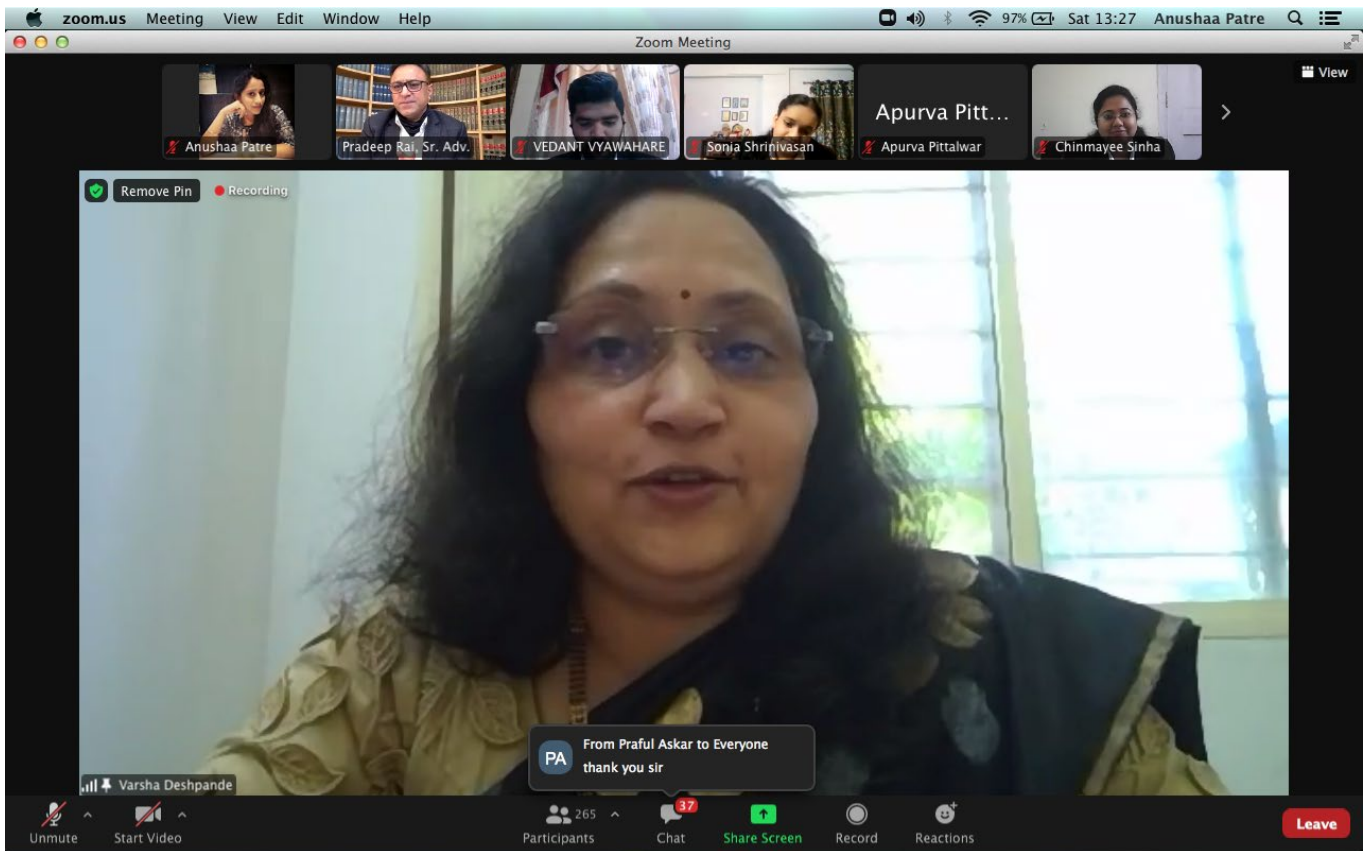 zoom.us Meeting View Edit Window Help 97% Sat 13:27 Anushaa Patre
Zoom Meeting
View
Apurva Pitt...
Anushaa Patre
Pradeep Rai, Sr. Adv.
VEDANT VYAWAHARE
Sonia Shrinivasan
Apurva Pittalwar
Chinmayee Sinha
Remove Pin Recording
From Praful Askar to Everyone
PA
thank you sir
Varsha Deshpande
265
37
Unmute
Start Video
Participants
Chat
Share Screen
Record
Reactions
Leave